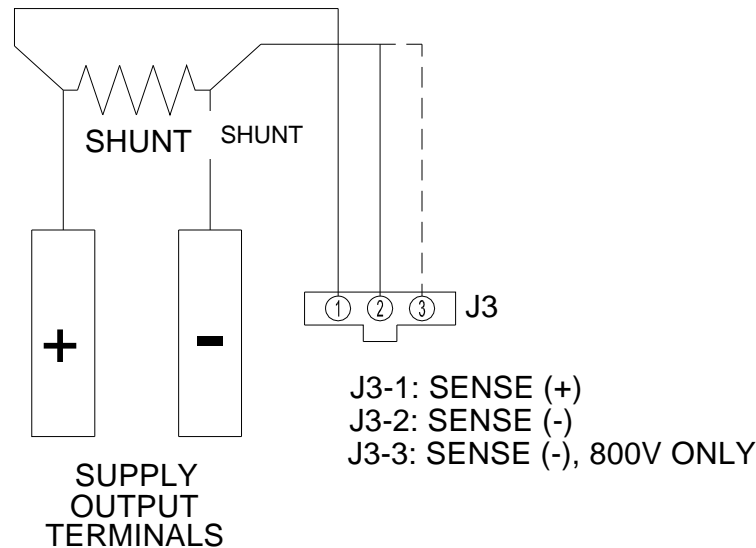 SHUNT
SHUNT
+
-
1 2 3
J3
J3-1: SENSE (+)
J3-2: SENSE (-)
J3-3: SENSE (-), 800V ONLY
SUPPLY
OUTPUT
TERMINALS